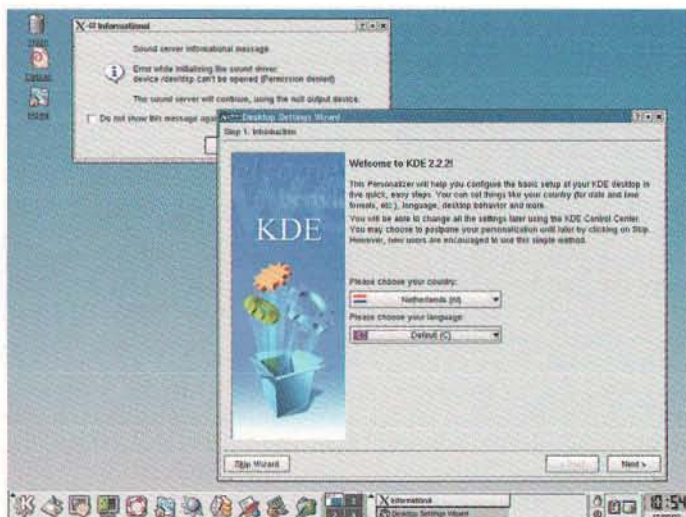 Informational
Sound server informational message
Error while initializing the sound driver:
device /dev/dsp can't be opened (Permission denied)
The sound server will continue, using the null output device.
Do not show this message again
Desktop Settings Wizard
Step 1: Introduction
KDE
Welcome to KDE 2.2.2!
This Personalizer will help you configure the basic setup of your KDE desktop in
five quick, easy steps. You can set things like your country (for date and time
formats, etc.), language, desktop behavior and more.
You will be able to change all the settings later using the KDE Control Center.
You may choose to postpone your personalization until later by clicking on Skip.
However, new users are encouraged to use this simple method.
Please choose your country:
Netherlands (nl)
Please choose your language:
Default (C)
Skip Wizard
Next >
Informational
Desktop Settings Wizard
10:54